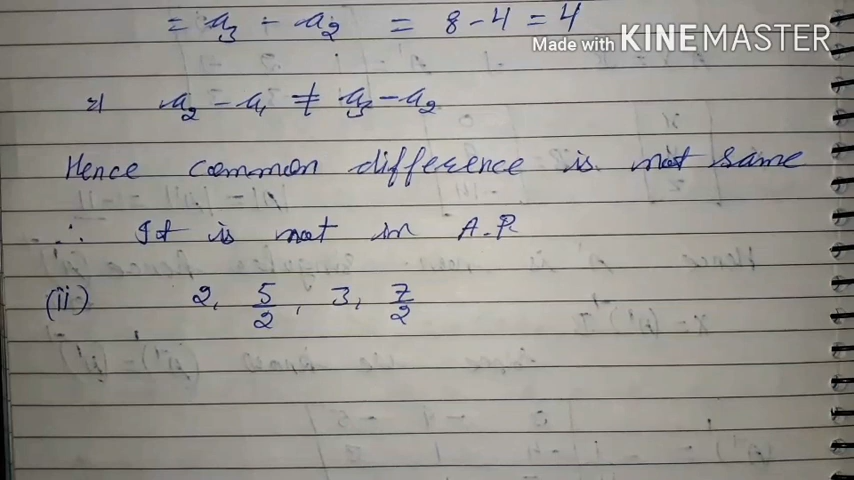 = a₃ - a₂ = 8 - 4 = 4
Made with KINEMASTER
⇒ a₂ - a₁ ≠ a₃ - a₂
Hence common difference is not same
∴ It is not in A.P
(ii) 2, 5/2, 3, 7/2